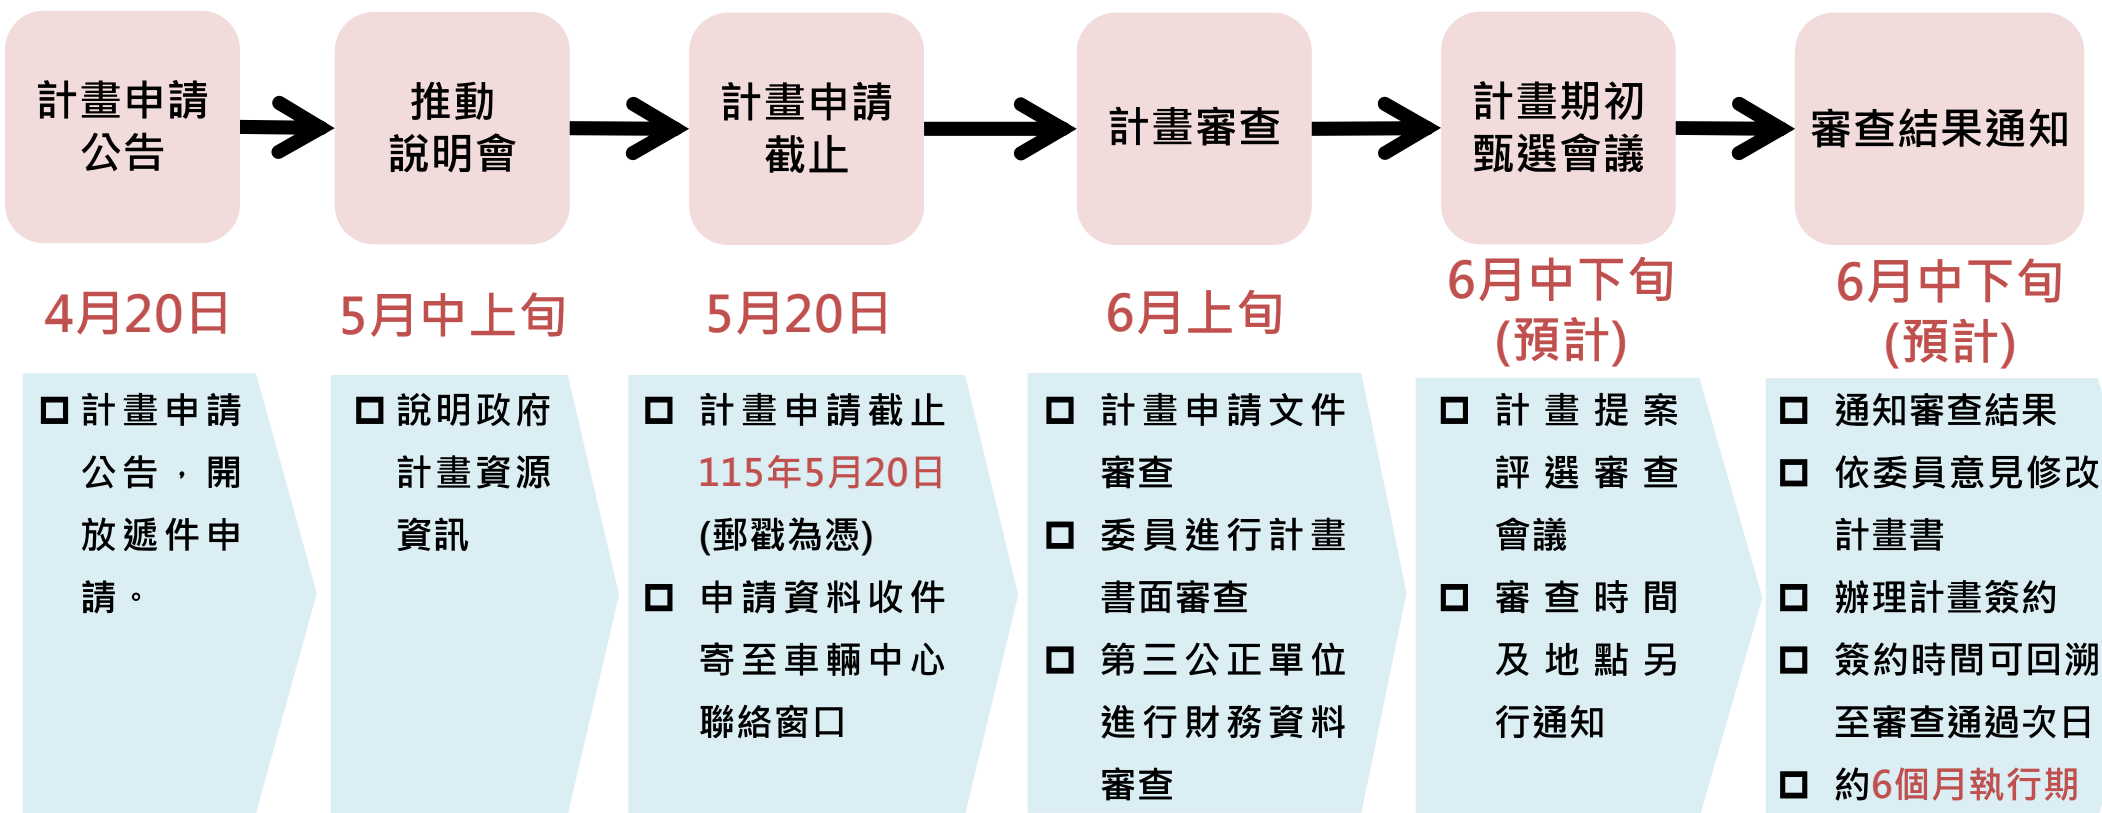 計畫申請
公告
推動
說明會
計畫申請
截止
計畫審查
計畫期初
甄選會議
審查結果通知
4月20日
5月中上旬
5月20日
6月上旬
6月中下旬
(預計)
6月中下旬
(預計)
計畫申請
公告，開
放遞件申
請。
說明政府
計畫資源
資訊
計畫申請截止
115年5月20日
(郵戳為憑)
申請資料收件
寄至車輛中心
聯絡窗口
計畫申請文件
審查
委員進行計畫
書面審查
第三公正單位
進行財務資料
審查
計畫提案
評選審查
會議
審查時間
及地點另
行通知
通知審查結果
依委員意見修改
計畫書
辦理計畫簽約
簽約時間可回溯
至審查通過次日
約6個月執行期